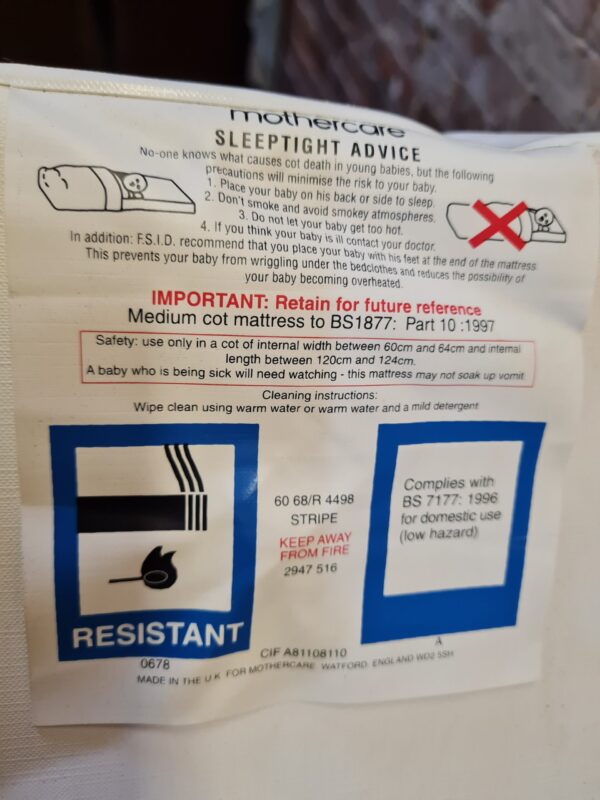 mothercare
SLEEPTIGHT ADVICE
No-one knows what causes cot death in young babies, but the following
precautions will minimise the risk to your baby.
1. Place your baby on his back or side to sleep.
2. Don't smoke and avoid smokey atmospheres.
3. Do not let your baby get too hot.
4. If you think your baby is ill contact your doctor.
In addition: F.S.I.D. recommend that you place your baby with his feet at the end of the mattress.
This prevents your baby from wriggling under the bedclothes and reduces the possibility of
your baby becoming overheated.
IMPORTANT: Retain for future reference
Medium cot mattress to BS1877: Part 10 :1997
Safety: use only in a cot of internal width between 60cm and 64cm and internal
length between 120cm and 124cm.
A baby who is being sick will need watching - this mattress may not soak up vomit
Cleaning instructions:
Wipe clean using warm water or warm water and a mild detergent
RESISTANT
60 68/R 4498
STRIPE
KEEP AWAY
FROM FIRE
2947 516
Complies with
BS 7177: 1996
for domestic use
(low hazard)
A
0678
CIF A81108110
MADE IN THE U.K FOR MOTHERCARE WATFORD ENGLAND WD2 5SH